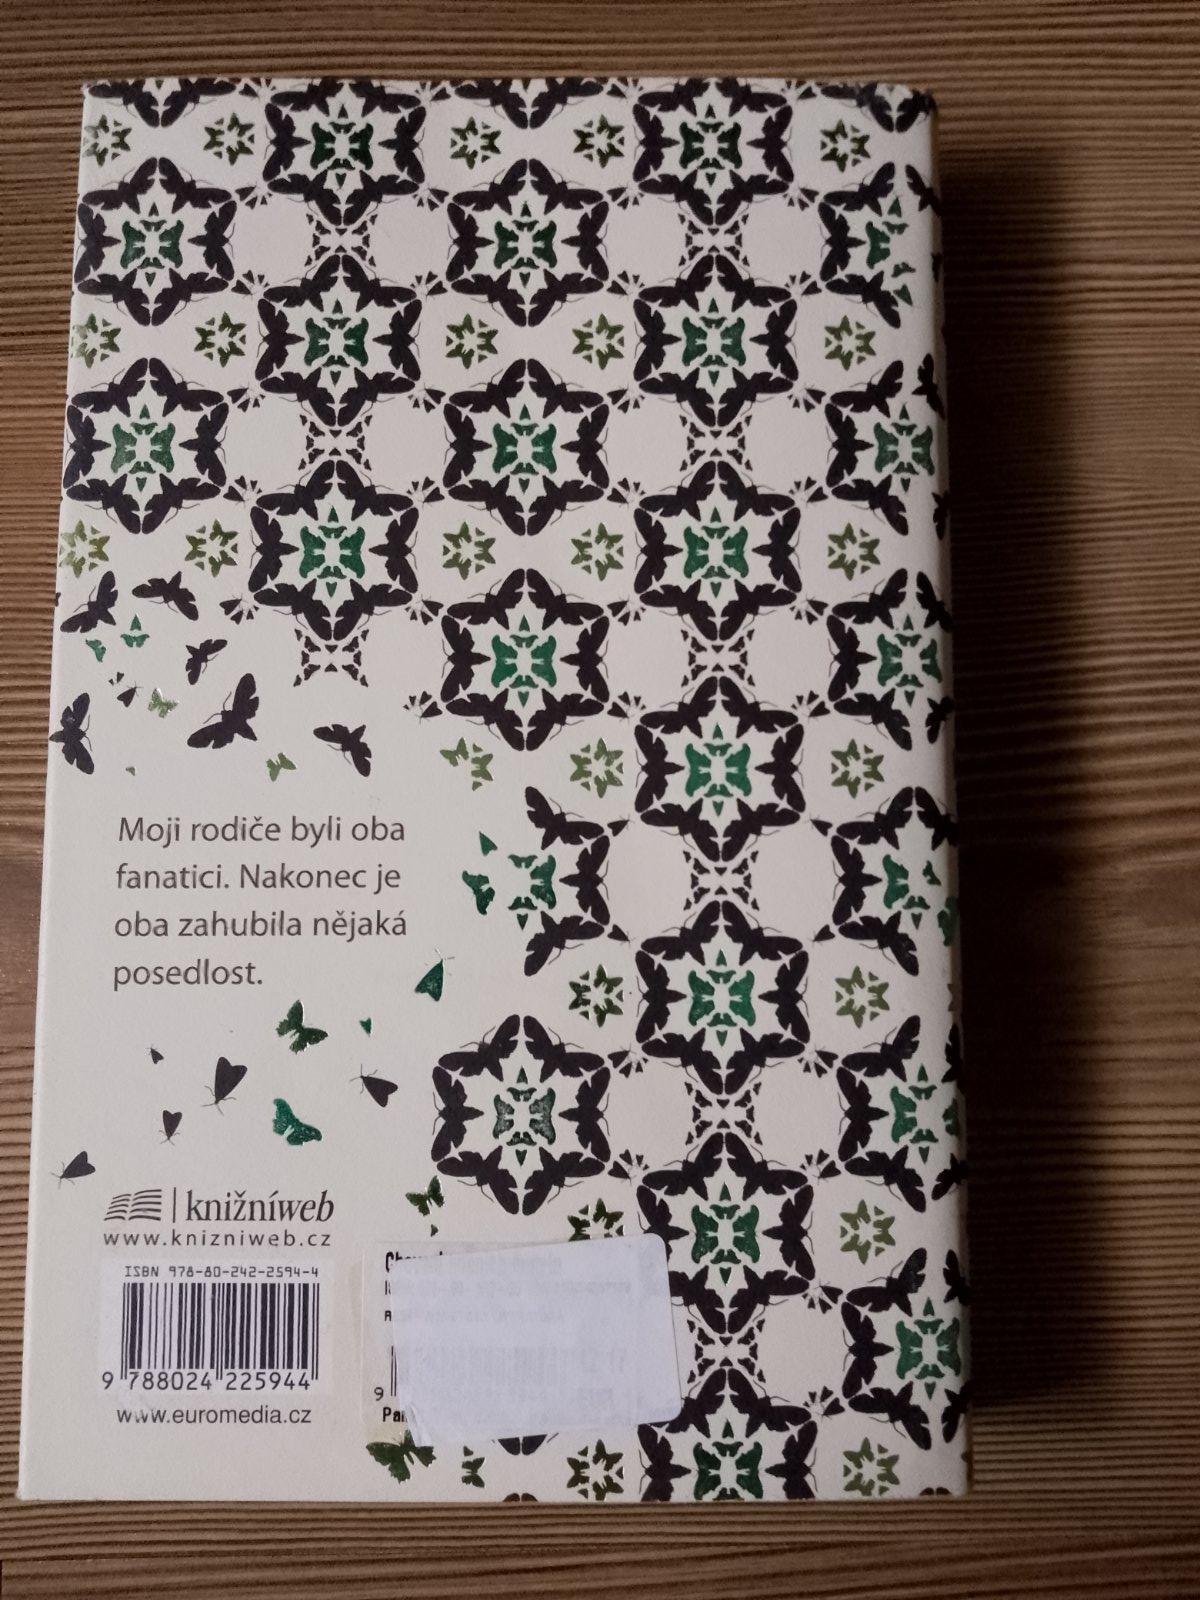 Moji rodiče byli oba
fanatici. Nakonec je
oba zahubila nějaká
posedlost.
knižníweb
www.knizniweb.cz
ISBN 978-80-242-2594-4
9 788024 225944
www.euromedia.cz
9